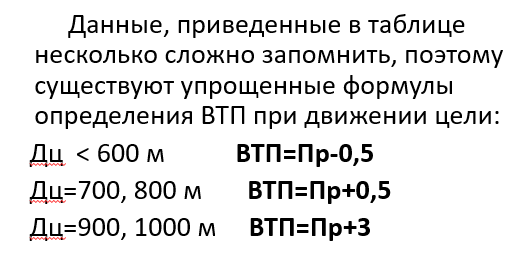 Данные, приведенные в таблице
несколько сложно запомнить, поэтому
существуют упрощенные формулы
определения ВТП при движении цели:
Дц < 600 м ВТП=Пр-0,5
Дц=700, 800 м ВТП=Пр+0,5
Дц=900, 1000 м ВТП=Пр+3